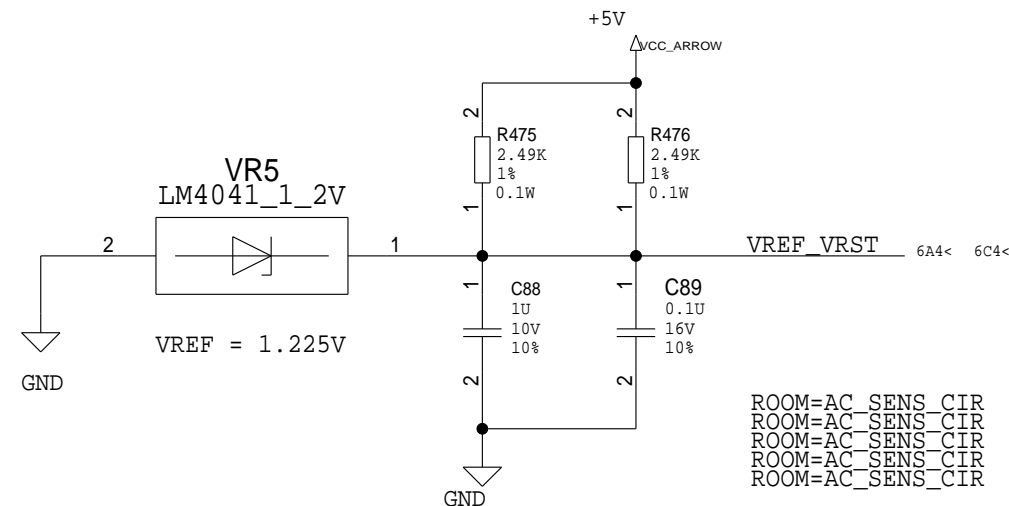 +5V
VCC_ARROW
2
R475
2.49K
1%
0.1W
1
2
R476
2.49K
1%
0.1W
1
VR5
LM4041_1_2V
2
1
VREF_VRST
6A4<
6C4<
VREF = 1.225V
GND
1
C88
1U
10V
10%
2
1
C89
0.1U
16V
10%
2
GND
ROOM=AC_SENS_CIR
ROOM=AC_SENS_CIR
ROOM=AC_SENS_CIR
ROOM=AC_SENS_CIR
ROOM=AC_SENS_CIR